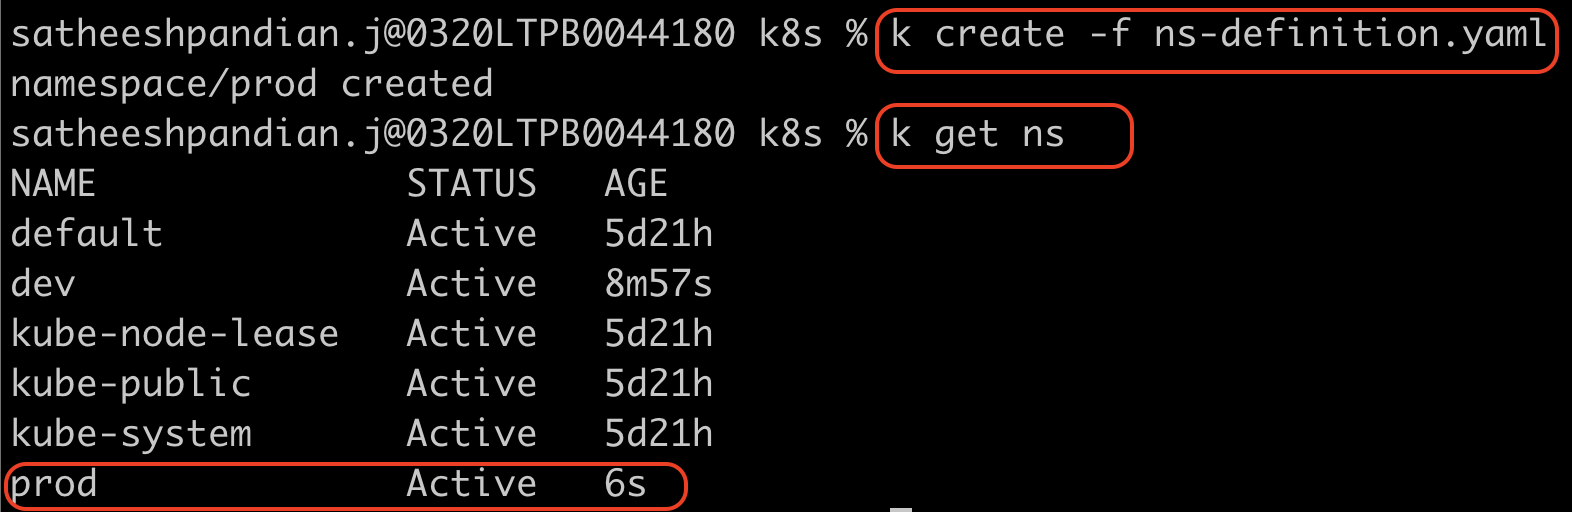 satheeshpandian.j@0320LTPB0044180 k8s % k create -f ns-definition.yaml
namespace/prod created
satheeshpandian.j@0320LTPB0044180 k8s % k get ns
NAME STATUS AGE
default Active 5d21h
dev Active 8m57s
kube-node-lease Active 5d21h
kube-public Active 5d21h
kube-system Active 5d21h
prod Active 6s